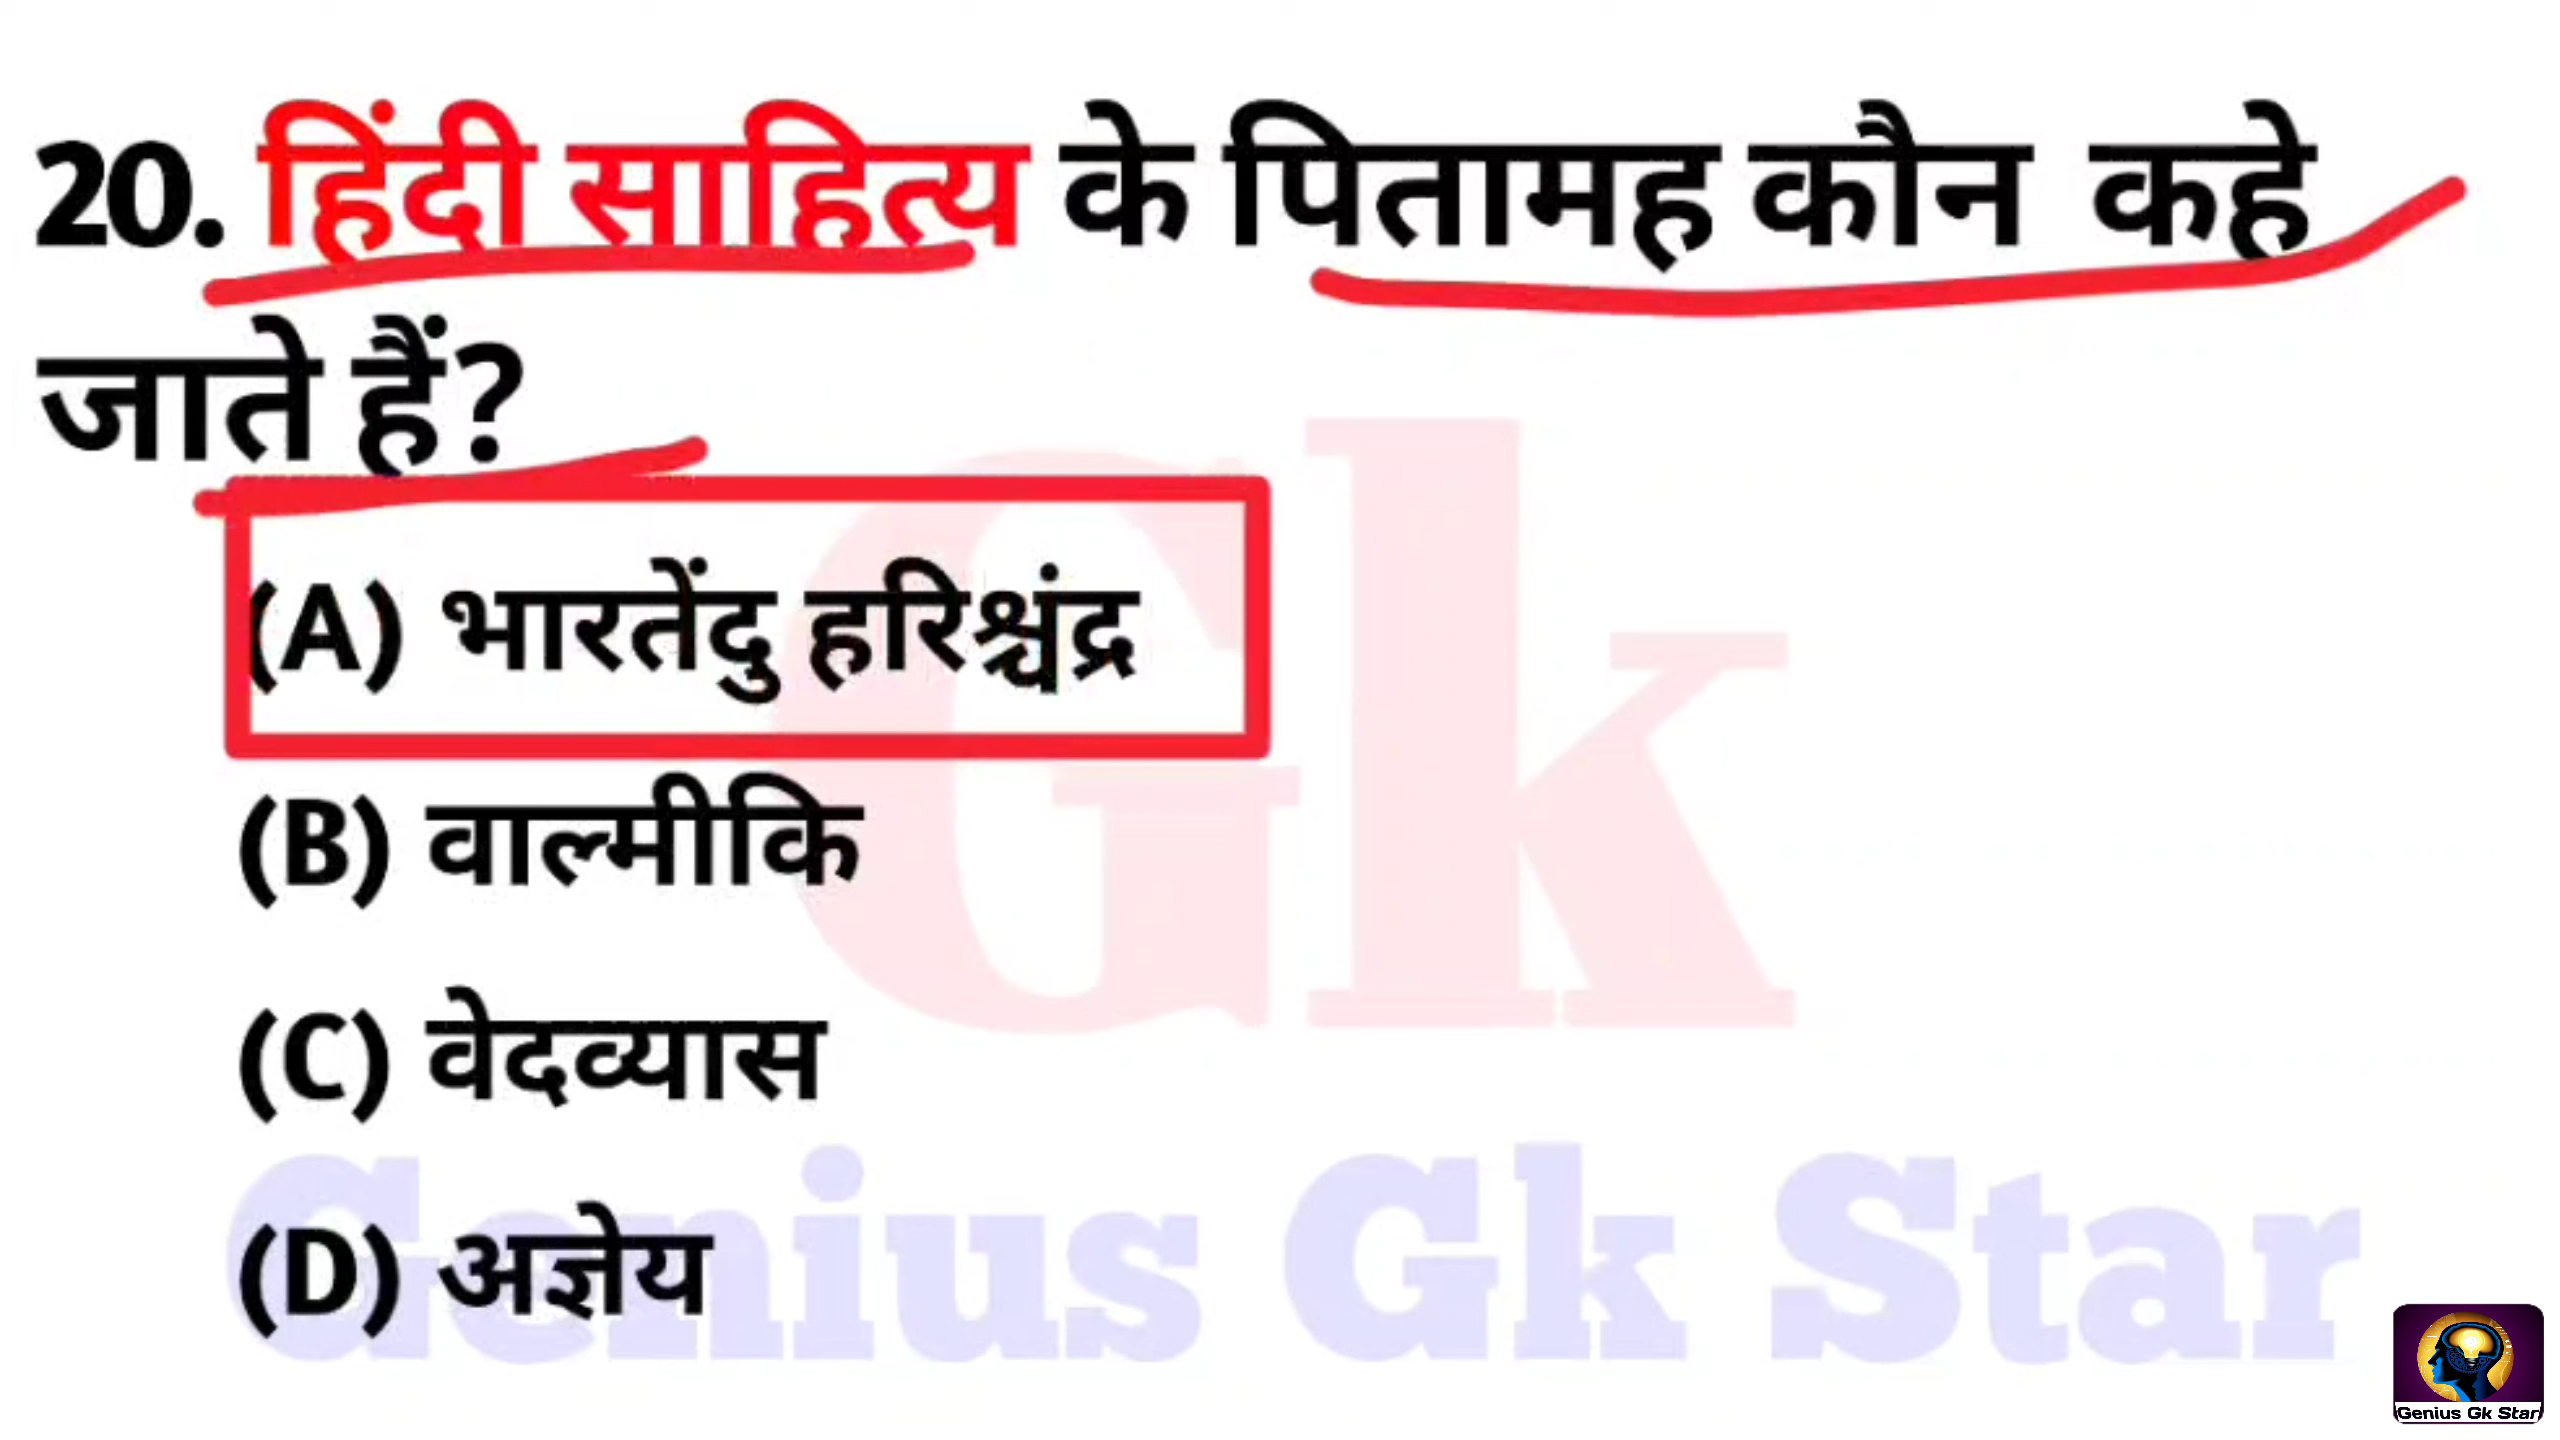 20. हिंदी साहित्य के पितामह कौन कहे
जाते हैं?
(A) भारतेंदु हरिश्चंद्र
(B) वाल्मीकि
(C) वेदव्यास
(D) अज्ञेय
Gk
Genius Gk Star
Genius Gk Star